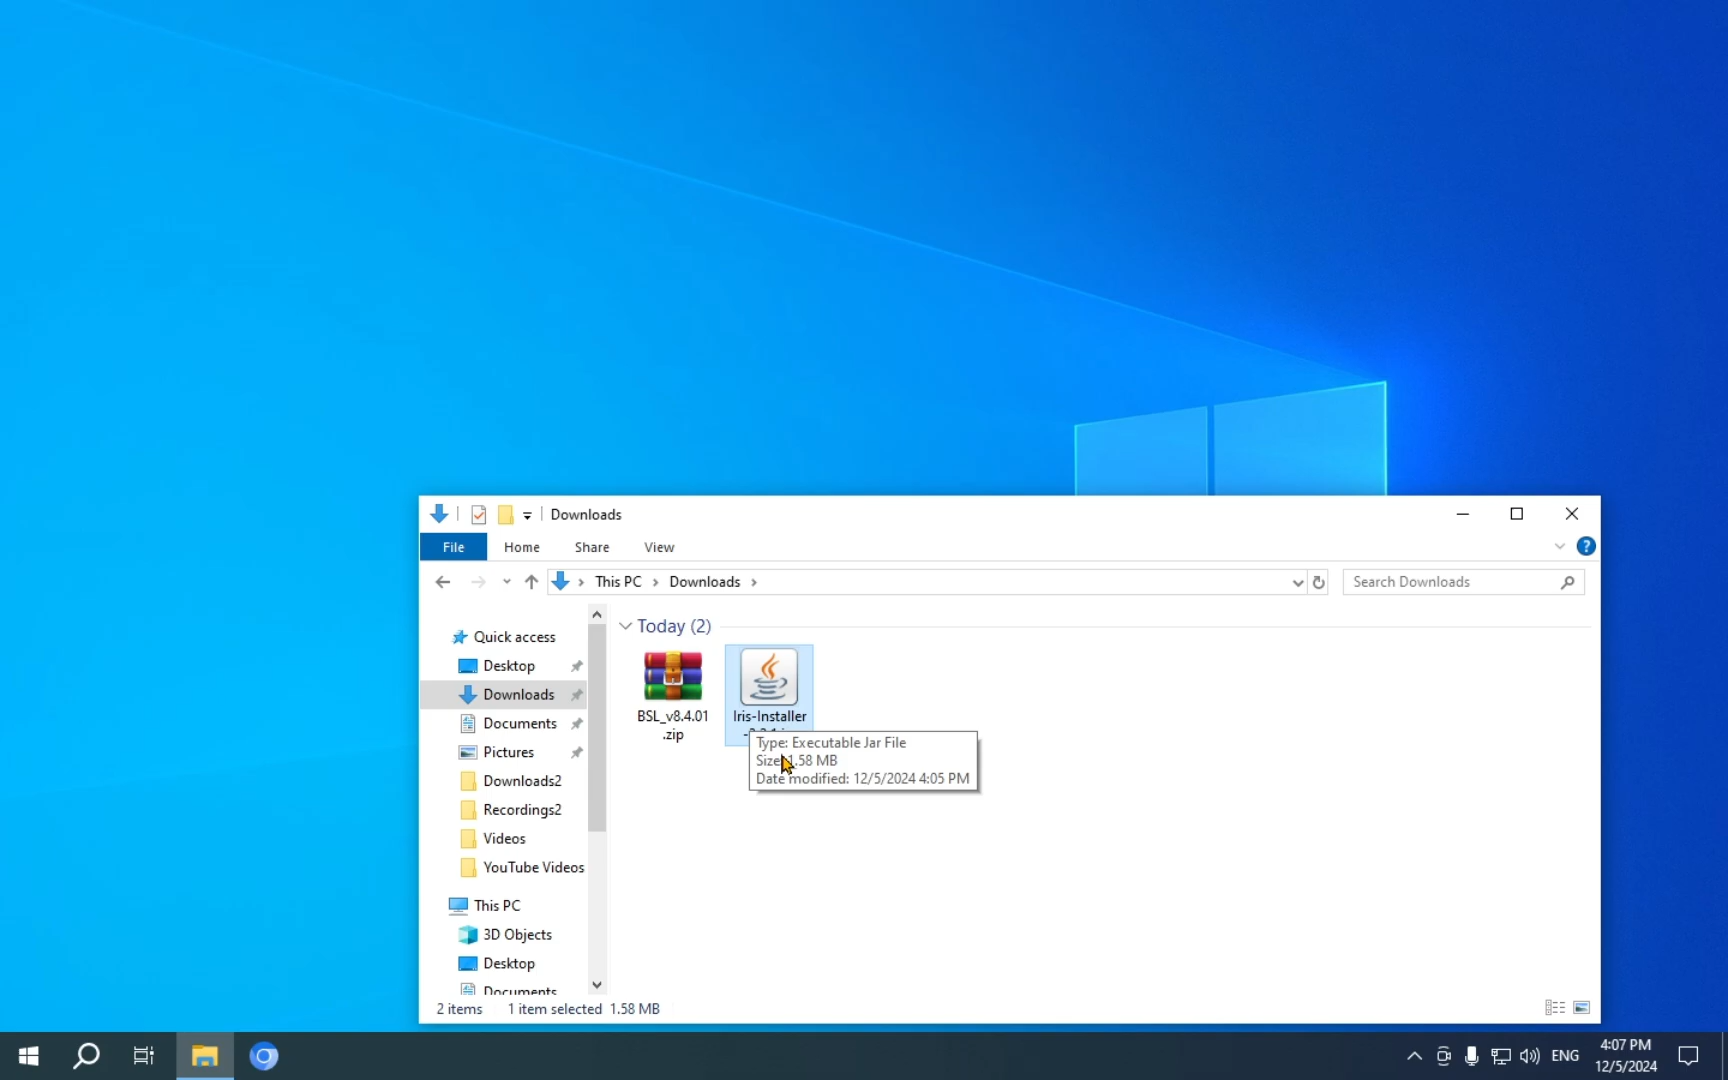 Downloads
File
Home
Share
View
This PC
Downloads
Search Downloads
Quick access
Desktop
Downloads
Documents
Pictures
Downloads2
Recordings2
Videos
YouTube Videos
This PC
3D Objects
Desktop
Documents
Today (2)
BSL_v8.4.01
.zip
Iris-Installer
Type: Executable Jar File
Size: 1.58 MB
Date modified: 12/5/2024 4:05 PM
2 items
1 item selected 1.58 MB
ENG
4:07 PM
12/5/2024